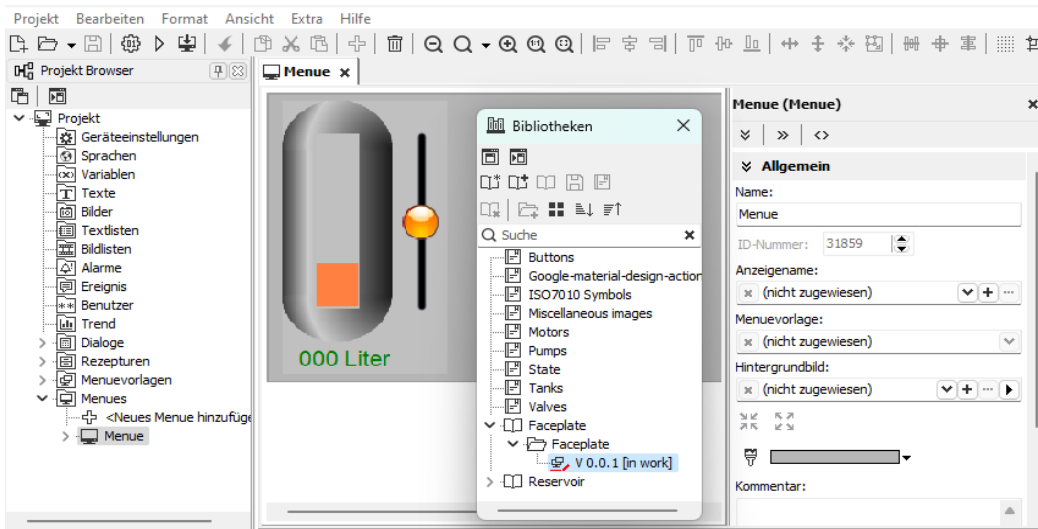 Projekt Bearbeiten Format Ansicht Extra Hilfe
Projekt Browser
Projekt
Geräteeinstellungen
Sprachen
Variablen
Texte
Bilder
Textlisten
Bildlisten
Alarme
Ereignis
Benutzer
Trend
Dialoge
Rezepturen
Menuevorlagen
Menues
<Neues Menue hinzufüge
Menue
Menue x
000 Liter
Bibliotheken
Suche
Buttons
Google-material-design-action
ISO7010 Symbols
Miscellaneous images
Motors
Pumps
State
Tanks
Valves
Faceplate
Faceplate
V 0.0.1 [in work]
Reservoir
Menue (Menue)
Allgemein
Name:
Menue
ID-Nummer: 31859
Anzeigename:
(nicht zugewiesen)
Menuevorlage:
(nicht zugewiesen)
Hintergrundbild:
(nicht zugewiesen)
Kommentar: